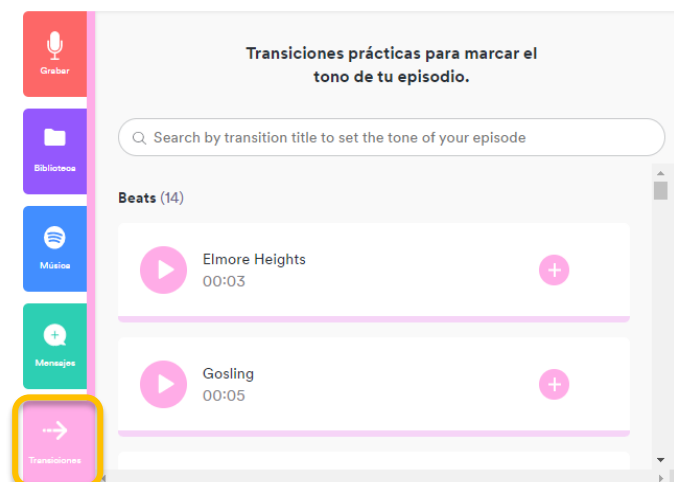 Grabar
Biblioteca
Música
Mensajes
Transiciones
Transiciones prácticas para marcar el
tono de tu episodio.
Search by transition title to set the tone of your episode
Beats (14)
Elmore Heights
00:03
Gosling
00:05